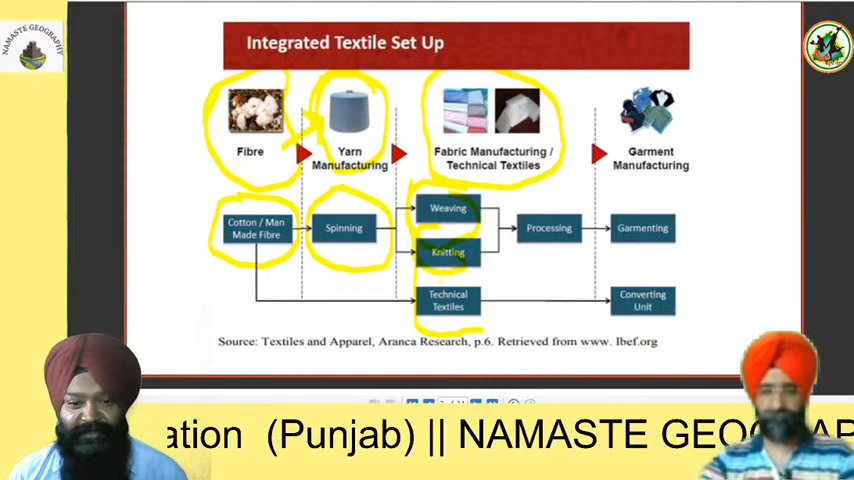 NAMASTE GEOGRAPHY
Integrated Textile Set Up
Fibre
Yarn
Manufacturing
Fabric Manufacturing /
Technical Textiles
Garment
Manufacturing
Cotton / Man
Made Fibre
Spinning
Weaving
Knitting
Technical
Textiles
Processing
Garmenting
Converting
Unit
Source: Textiles and Apparel, Aranca Research, p.6. Retrieved from www. Ibef.org
ation (Punjab) || NAMASTE GEOGRAP